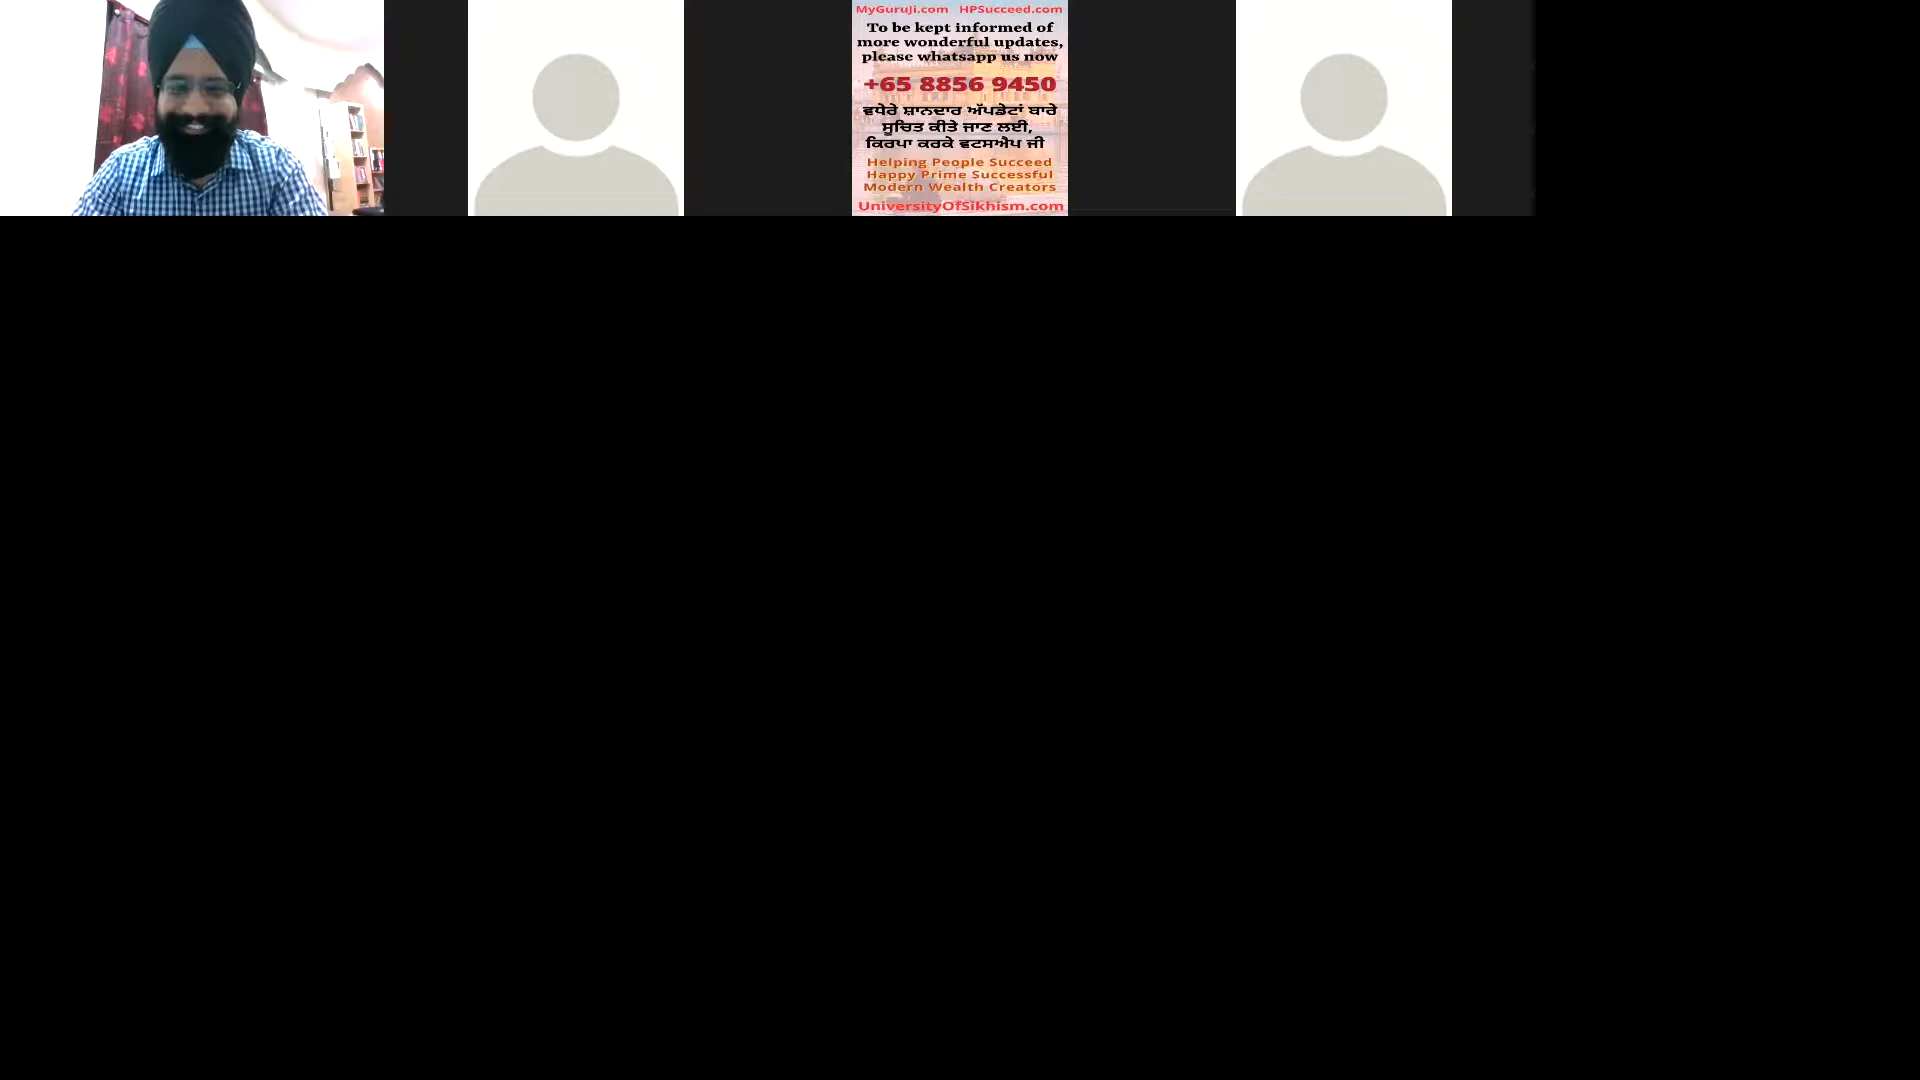 MyGuruJi.com HPSucceed.com
To be kept informed of
more wonderful updates,
please whatsapp us now
+65 8856 9450
ਵਧੇਰੇ ਸ਼ਾਨਦਾਰ ਅੱਪਡੇਟਾਂ ਬਾਰੇ
ਸੂਚਿਤ ਕੀਤੇ ਜਾਣ ਲਈ,
ਕਿਰਪਾ ਕਰਕੇ ਵਟਸਐਪ ਜੀ
Helping People Succeed
Happy Prime Successful
Modern Wealth Creators
UniversityOfSikhism.com